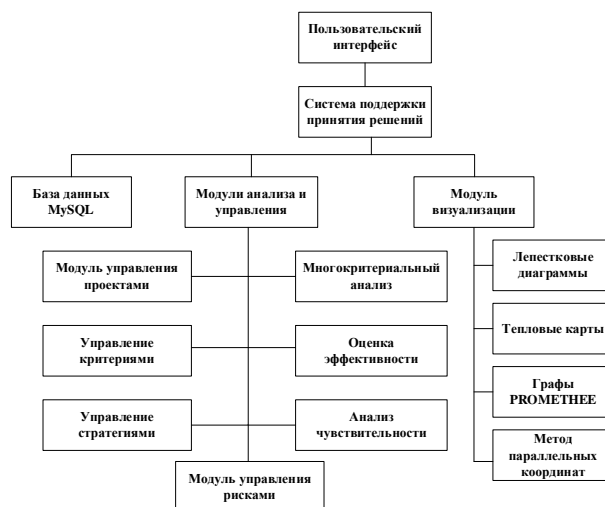 Пользовательский
интерфейс
Система поддержки
принятия решений
База данных
MySQL
Модули анализа и
управления
Модуль
визуализации
Модуль управления
проектами
Многокритериальный
анализ
Лепестковые
диаграммы
Управление
критериями
Оценка
эффективности
Тепловые карты
Управление
стратегиями
Анализ
чувствительности
Графы
PROMETHEE
Модуль управления
рисками
Метод
параллельных
координат